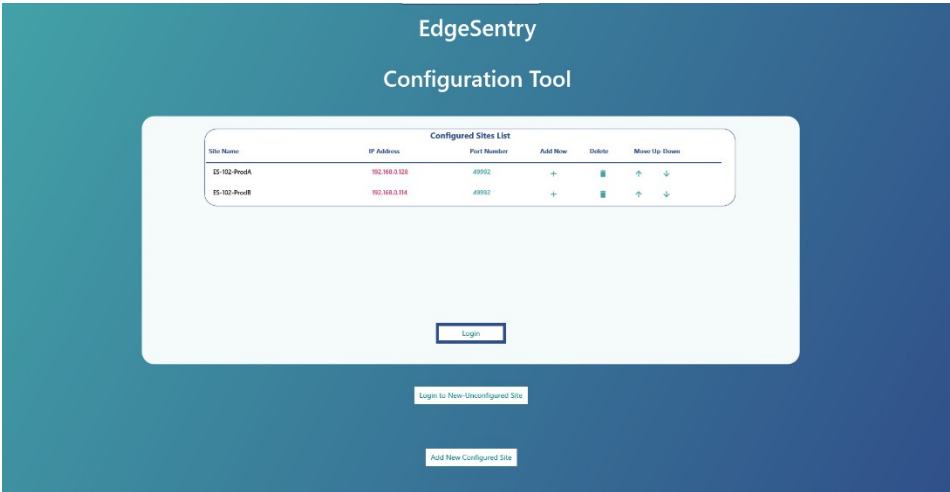 EdgeSentry
Configuration Tool
Configured Sites List
Site Name IP Address Port Number Add New Delete Move Up-Down
ES-102-ProdA 192.168.0.128 49992
ES-102-ProdB 192.168.0.114 49992
Login
Login to New-Unconfigured Site
Add New Configured Site